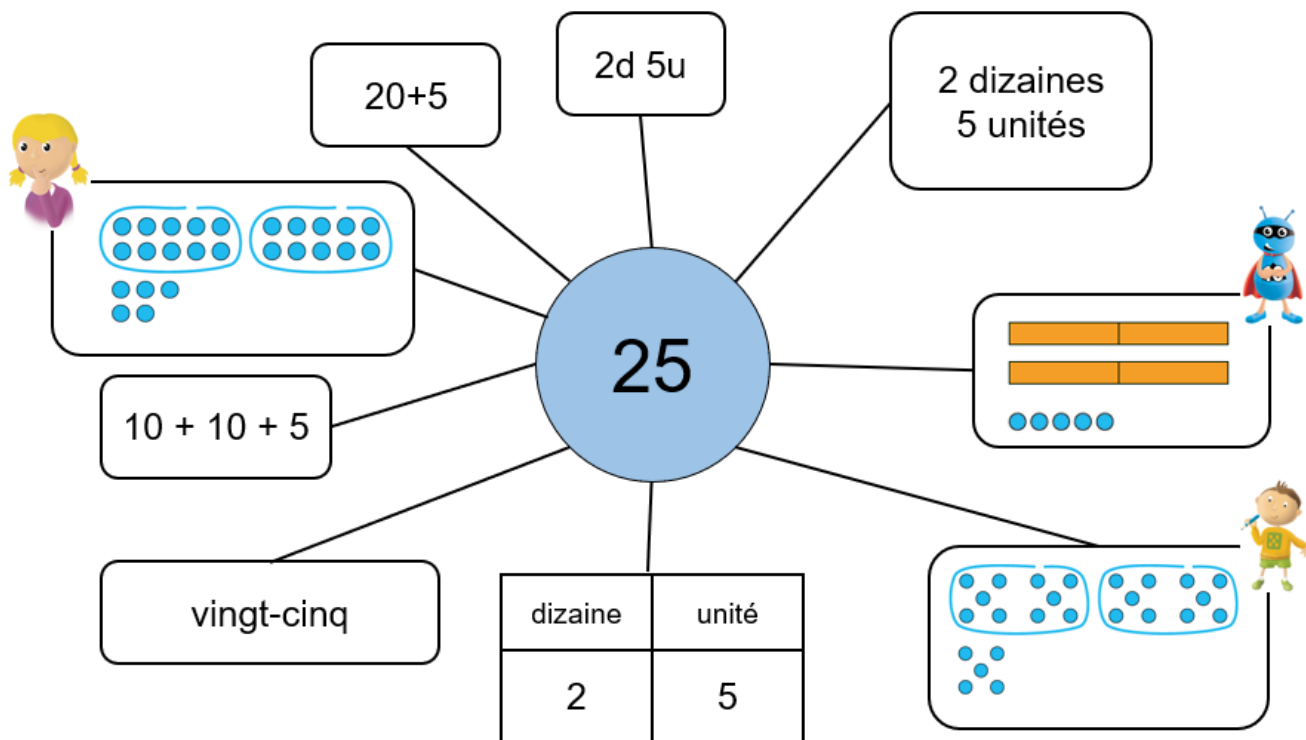 2d 5u
20+5
2 dizaines
5 unités
25
10 + 10 + 5
vingt-cinq
dizaine unité
2 5